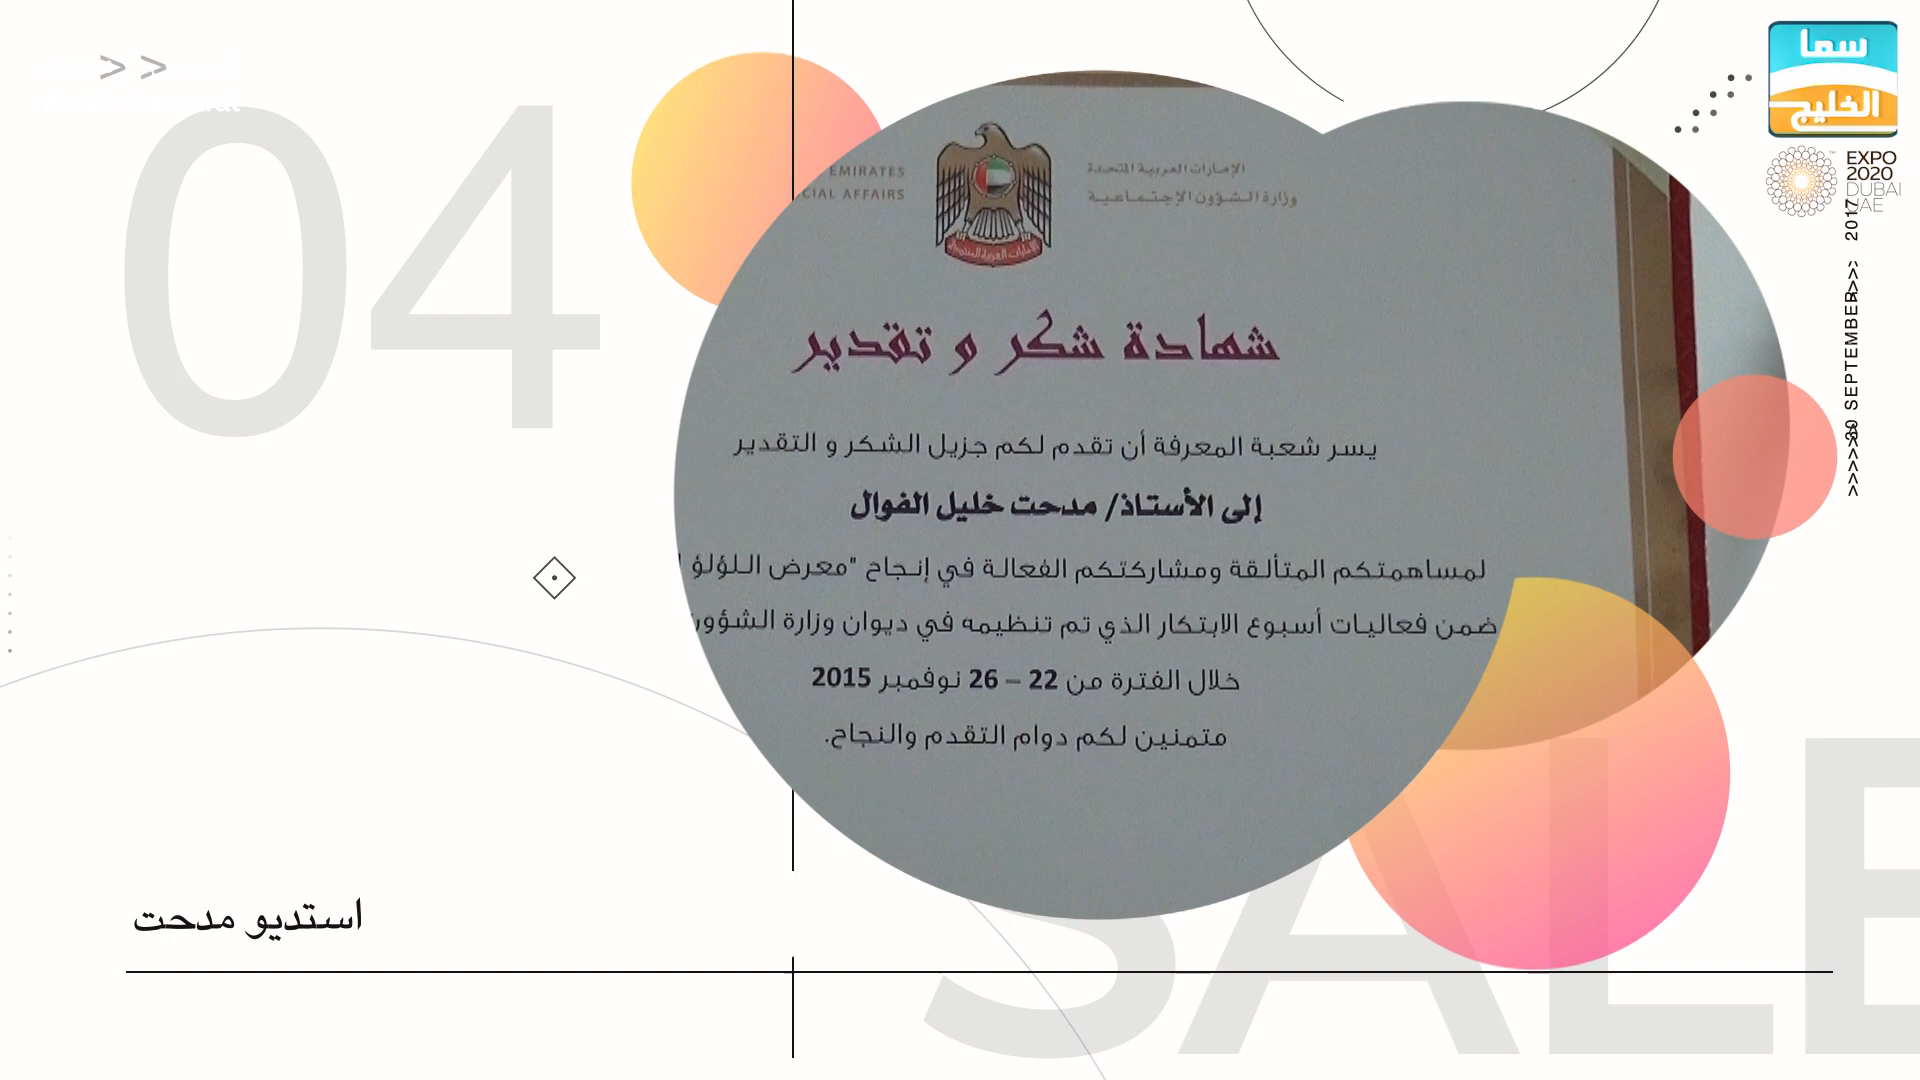 > >
04
سما
الخليج
EXPO
2020
DUBAI
UAE
2017
SEPTEMBER
EMIRATES
الإمارات العربية المتحدة
AFFAIRS
وزارة الشؤون الإجتماعية
شهادة شكر و تقدير
يسر شعبة المعرفة أن تقدم لكم جزيل الشكر و التقدير
إلى الأستاذ/ مدحت خليل الفوال
لمساهمتكم المتألقة ومشاركتكم الفعالة في إنجاح "معرض اللؤلؤ
ضمن فعاليات أسبوع الابتكار الذي تم تنظيمه في ديوان وزارة
خلال الفترة من 22 – 26 نوفمبر 2015
متمنين لكم دوام التقدم والنجاح.
استديو مدحت
SALE